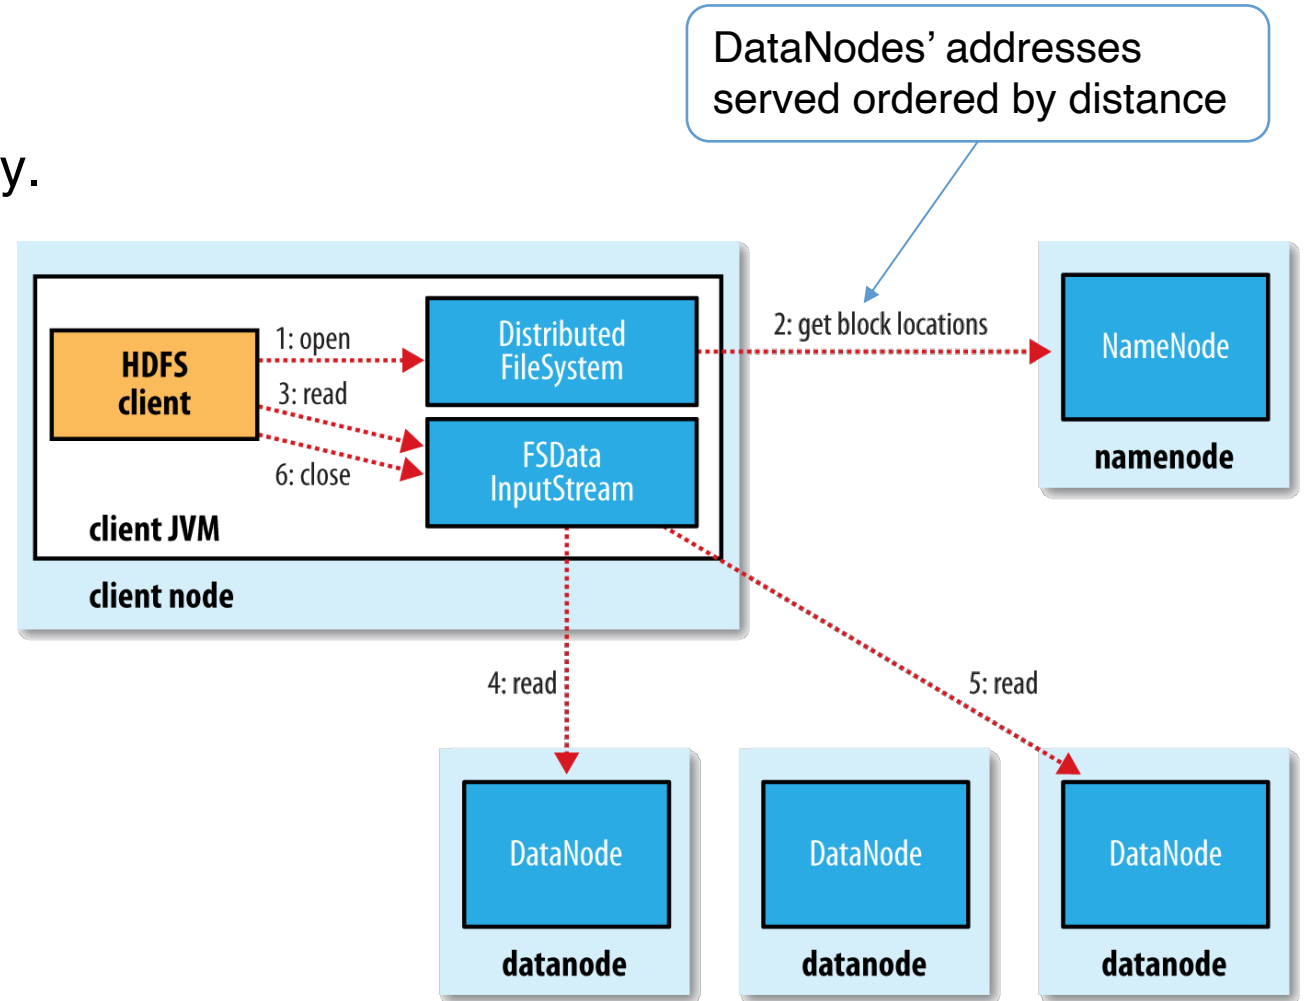 DataNodes’ addresses
served ordered by distance
y.
1: open
Distributed
FileSystem
2: get block locations
NameNode
HDFS
client
3: read
namenode
6: close
FSData
InputStream
client JVM
client node
4: read
5: read
DataNode
DataNode
DataNode
datanode
datanode
datanode